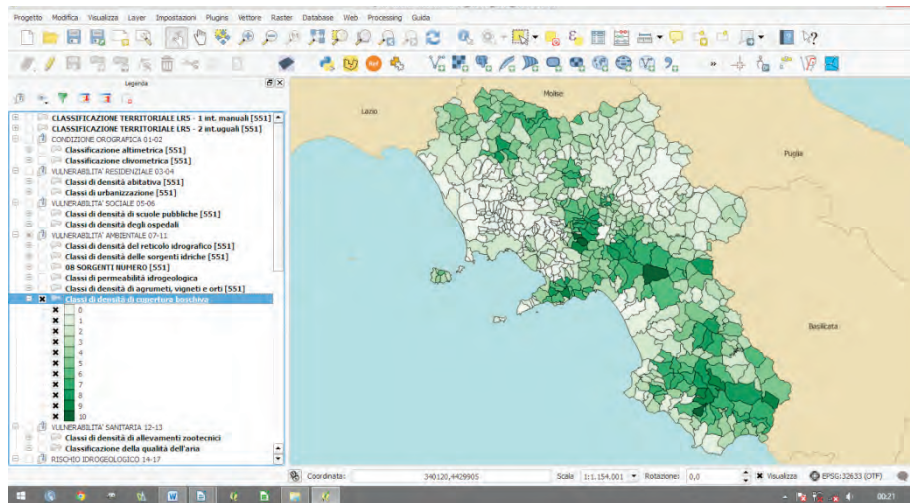 Progetto Modifica Visualizza Layer Impostazioni Plugins Vettore Raster Database Web Processing Guida
Legenda
CLASSIFICAZIONE TERRITORIALE LR5 - 1 int. manuali [551]
CLASSIFICAZIONE TERRITORIALE LR5 - 2 int.uguali [551]
CONDIZIONE OROGRAFICA 01-02
Classificazione altimetrica [551]
Classificazione clivometrica [551]
VULNERABILITA' RESIDENZIALE 03-04
Classi di densità abitativa [551]
Classi di urbanizzazione [551]
VULNERABILITA' SOCIALE 05-06
Classi di densità di scuole pubbliche [551]
Classi di densità degli ospedali
VULNERABILITA' AMBIENTALE 07-11
Classi di densità del reticolo idrografico [551]
Classi di densità delle sorgenti idriche [551]
08 SORGENTI NUMERO [551]
Classi di permeabilità idrogeologica
Classi di densità di agrumeti, vigneti e orti [551]
Classi di densità di copertura boschiva
0
1
2
3
4
5
6
7
8
9
10
VULNERABILITA' SANITARIA 12-13
Classi di densità di allevamenti zootecnici
Classificazione della qualità dell'aria
RISCHIO IDROGEOLOGICO 14-17
Lazio
Molise
Puglia
Basilicata
Coordinata: 340120,4429905 Scala 1:1.154.001 Rotazione: 0,0 Visualizza EPSG:32633 (OTF)
00:21